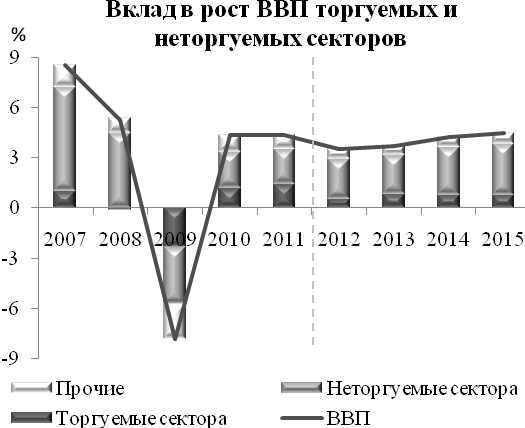 Вклад в рост ВВП торгуемых и
неторгуемых секторов
%
9
6
3
0
-3
-6
-9
2007 2008 2009 2010 2011 2012 2013 2014 2015
Прочие Неторгуемые сектора
Торгуемые сектора ВВП